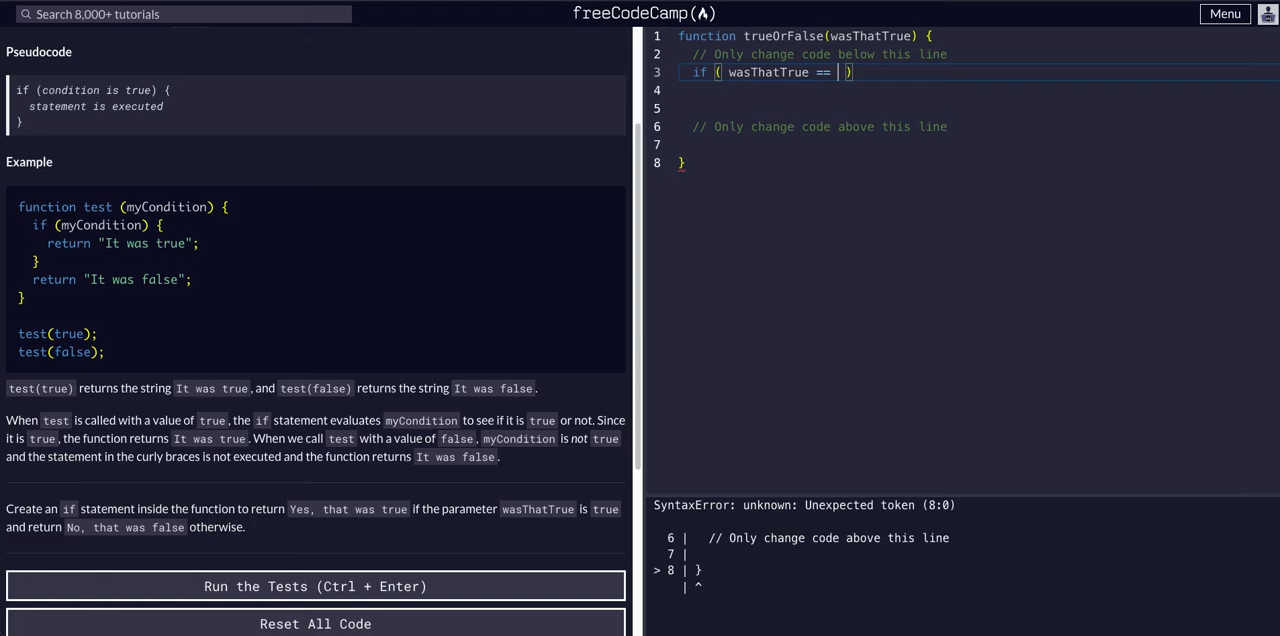 Search 8,000+ tutorials
freeCodeCamp(🔥)
Menu
Pseudocode
if (condition is true) {
  statement is executed
}
Example
function test (myCondition) {
  if (myCondition) {
    return "It was true";
  }
  return "It was false";
}
test(true);
test(false);
test(true) returns the string It was true, and test(false) returns the string It was false.
When test is called with a value of true, the if statement evaluates myCondition to see if it is true or not. Since
it is true, the function returns It was true. When we call test with a value of false, myCondition is not true
and the statement in the curly braces is not executed and the function returns It was false.
Create an if statement inside the function to return Yes, that was true if the parameter wasThatTrue is true
and return No, that was false otherwise.
Run the Tests (Ctrl + Enter)
Reset All Code
1 function trueOrFalse(wasThatTrue) {
2   // Only change code below this line
3   if ( wasThatTrue == )
4
5
6   // Only change code above this line
7
8 }
SyntaxError: unknown: Unexpected token (8:0)
  6 |   // Only change code above this line
  7 |
> 8 | }
    | ^